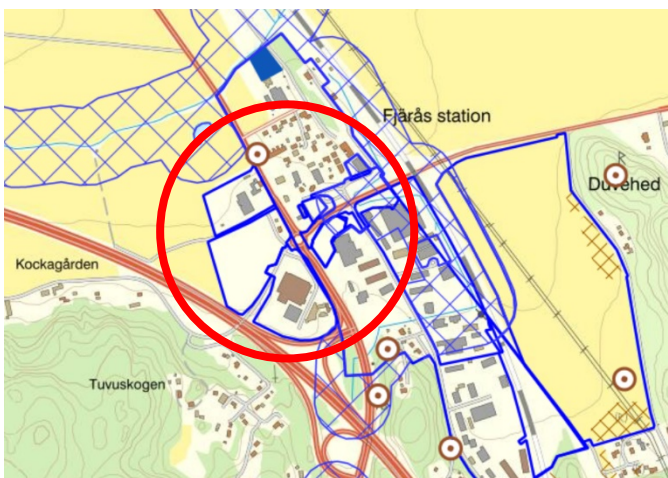 Fjärås station
Duvehed
R
Kockagården
Tuvuskogen